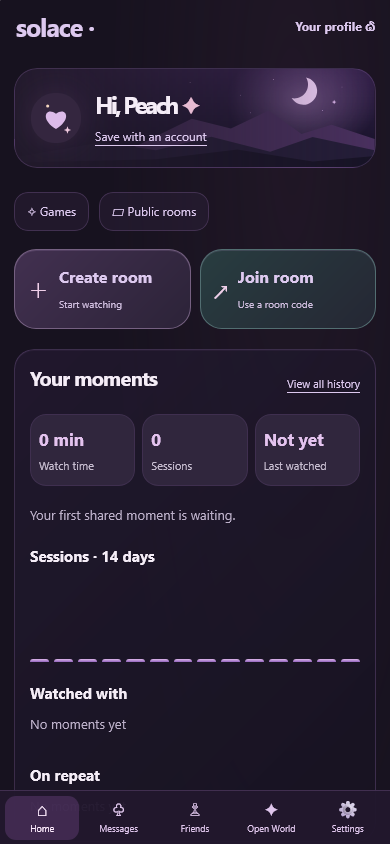 solace ·
Your profile
Hi, Peach
Save with an account
Games
Public rooms
Create room
Start watching
Join room
Use a room code
Your moments
View all history
0 min
Watch time
0
Sessions
Not yet
Last watched
Your first shared moment is waiting.
Sessions · 14 days
Watched with
No moments yet
On repeat
Home
Messages
Friends
Open World
Settings